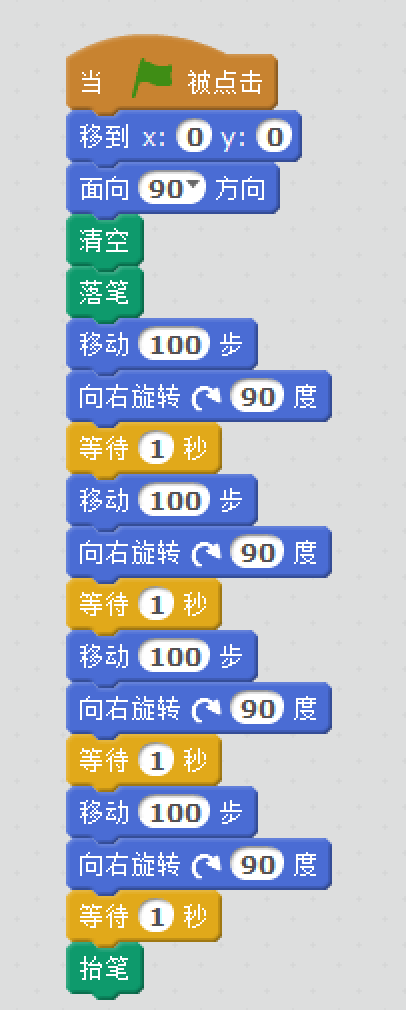 当 被点击
移到 x: 0 y: 0
面向 90 方向
清空
落笔
移动 100 步
向右旋转 90 度
等待 1 秒
移动 100 步
向右旋转 90 度
等待 1 秒
移动 100 步
向右旋转 90 度
等待 1 秒
移动 100 步
向右旋转 90 度
等待 1 秒
抬笔